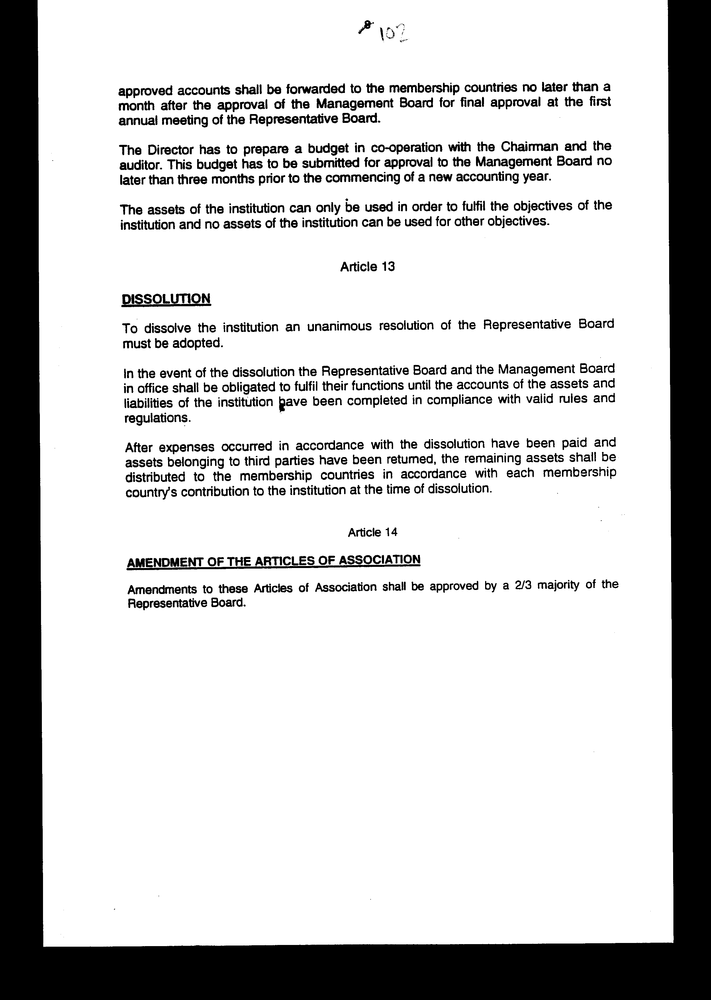 8 102
approved accounts shall be forwarded to the membership countries no later than a
month after the approval of the Management Board for final approval at the first
annual meeting of the Representative Board.
The Director has to prepare a budget in co-operation with the Chairman and the
auditor. This budget has to be submitted for approval to the Management Board no
later than three months prior to the commencing of a new accounting year.
The assets of the institution can only be used in order to fulfil the objectives of the
institution and no assets of the institution can be used for other objectives.
Article 13
DISSOLUTION
To dissolve the institution an unanimous resolution of the Representative Board
must be adopted.
In the event of the dissolution the Representative Board and the Management Board
in office shall be obligated to fulfil their functions until the accounts of the assets and
liabilities of the institution have been completed in compliance with valid rules and
regulations.
After expenses occurred in accordance with the dissolution have been paid and
assets belonging to third parties have been returned, the remaining assets shall be
distributed to the membership countries in accordance with each membership
country's contribution to the institution at the time of dissolution.
Article 14
AMENDMENT OF THE ARTICLES OF ASSOCIATION
Amendments to these Articles of Association shall be approved by a 2/3 majority of the
Representative Board.